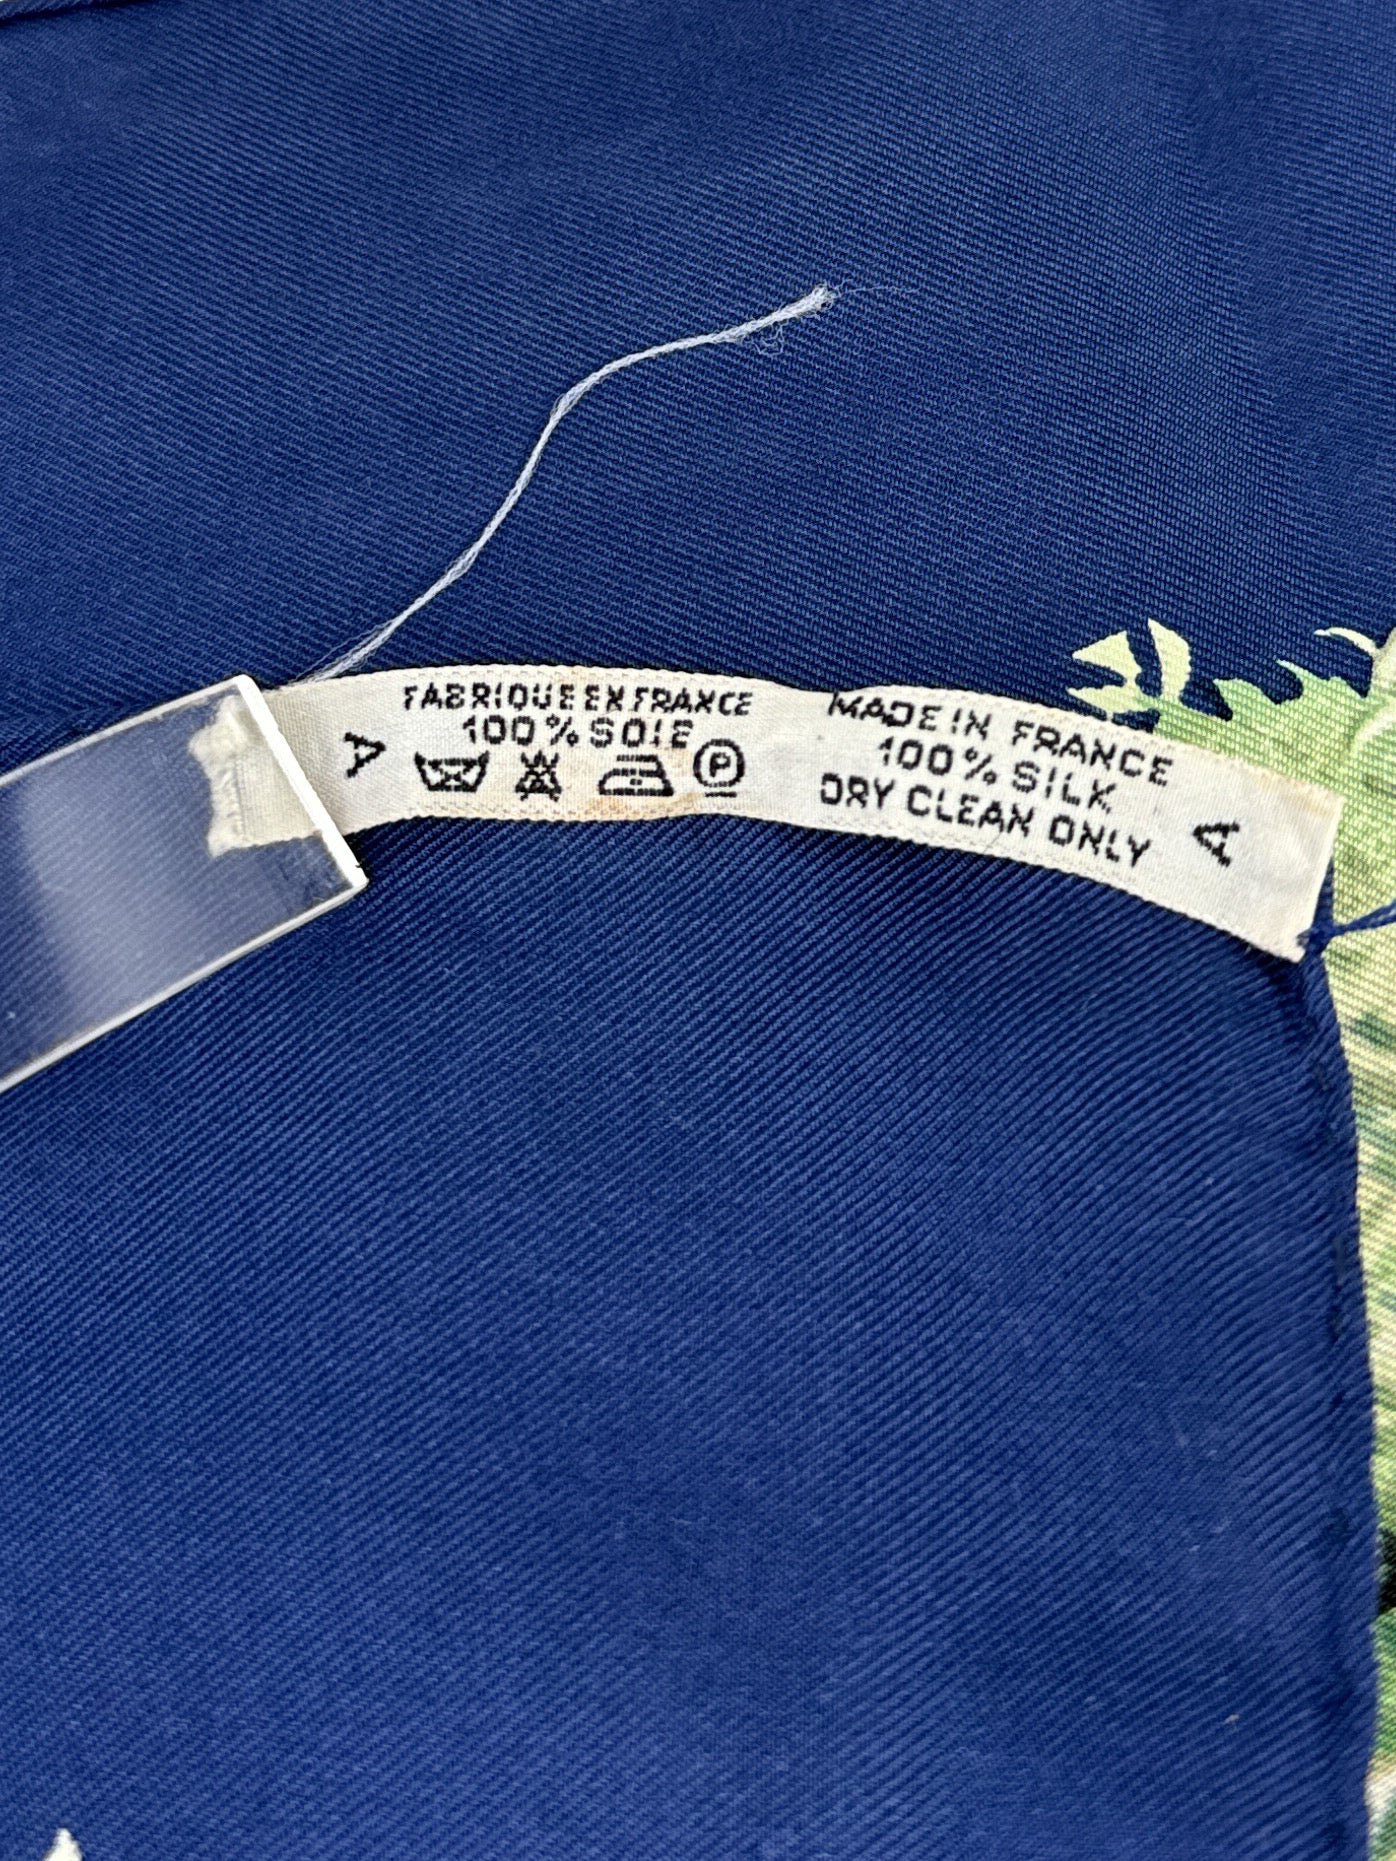 A
FABRIQUE EN FRANCE
100% SOIE
P
MADE IN FRANCE
100% SILK
DRY CLEAN ONLY
A